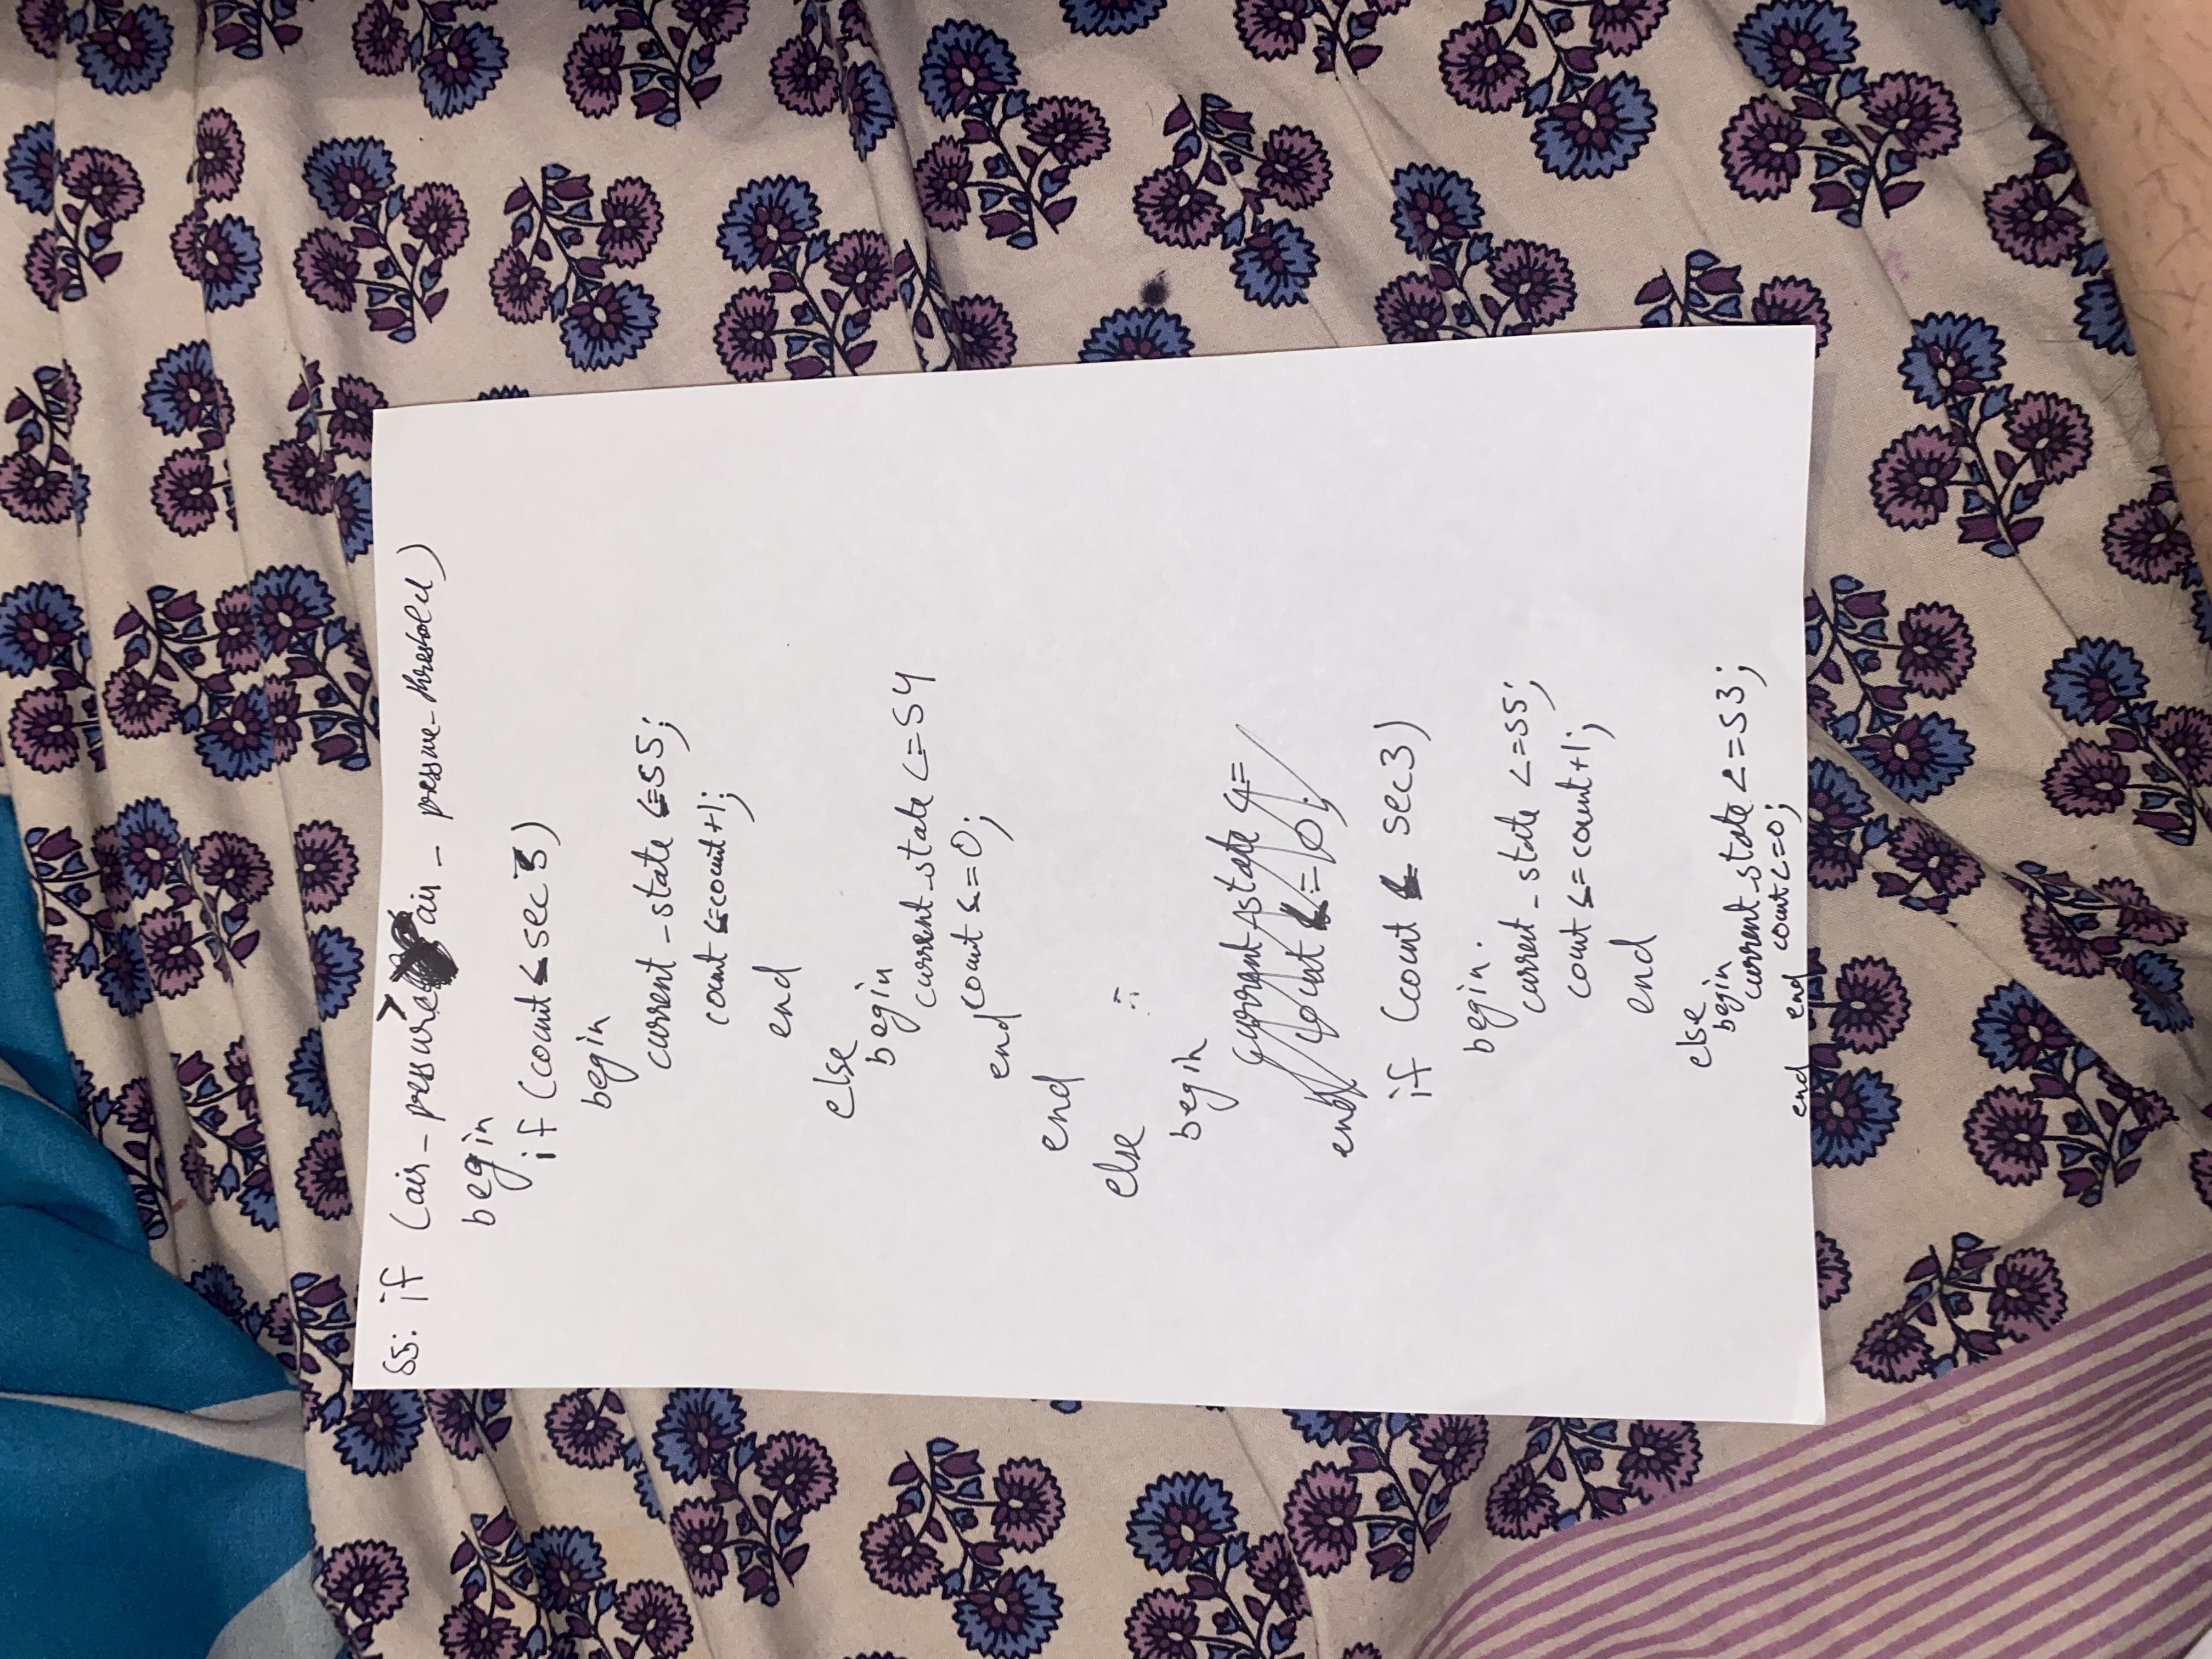 S5: if (air_pressure > air_pressure_threshold)
begin
if (count < sec3)
begin
current_state <= S5;
count <= count+1;
end
else
begin
current_state <= S4
count <= 0;
end
end
else
begin
current_state <=
count <= 0;
end
if (count < sec3)
begin.
current_state <= S5;
count <= count+1;
end
else
begin
current_state <= S3;
count <= 0;
end end